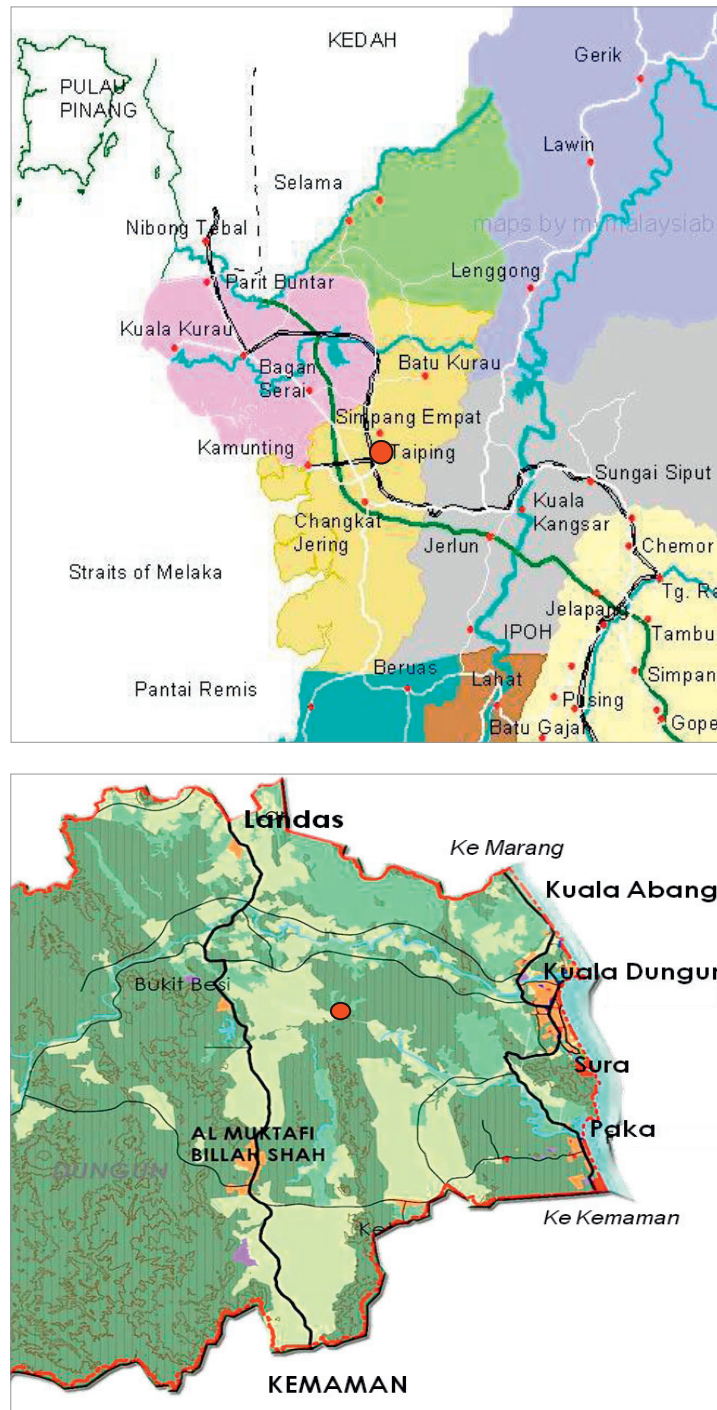 KEDAH
Gerik
PULAU
PINANG
Lawin
Selama
maps by mymalaysiab
Nibong Tebal
Lenggong
Parit Buntar
Kuala Kurau
Bagan
Serai
Batu Kurau
Simpang Empat
Kamunting
Taiping
Sungai Siput
Changkat
Jering
Kuala
Kangsar
Chemor
Jerlun
Straits of Melaka
Tg. Ra
Jelapang
IPOH
Tambu
Beruas
Lahat
Simpan
Pantai Remis
Pusing
Batu Gajah
Gope
Landas
Ke Marang
Kuala Abang
Kuala Dungun
Bukit Besi
Sura
AL MUKTAFI
BILLAH SHAH
Paka
DUNGUN
Ke Kemaman
KEMAMAN